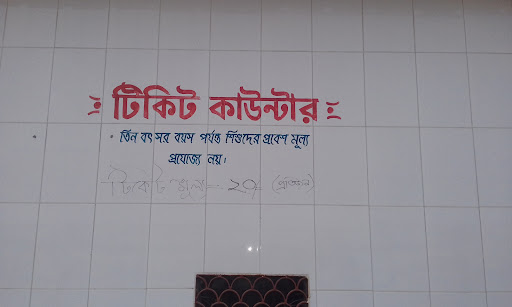 টিকিট কাউন্টার
• তিন বৎসর বয়স পর্যন্ত শিশুদের প্রবেশ মূল্য
প্রযোজ্য নয়।
টিকেট মূল্য - ২০